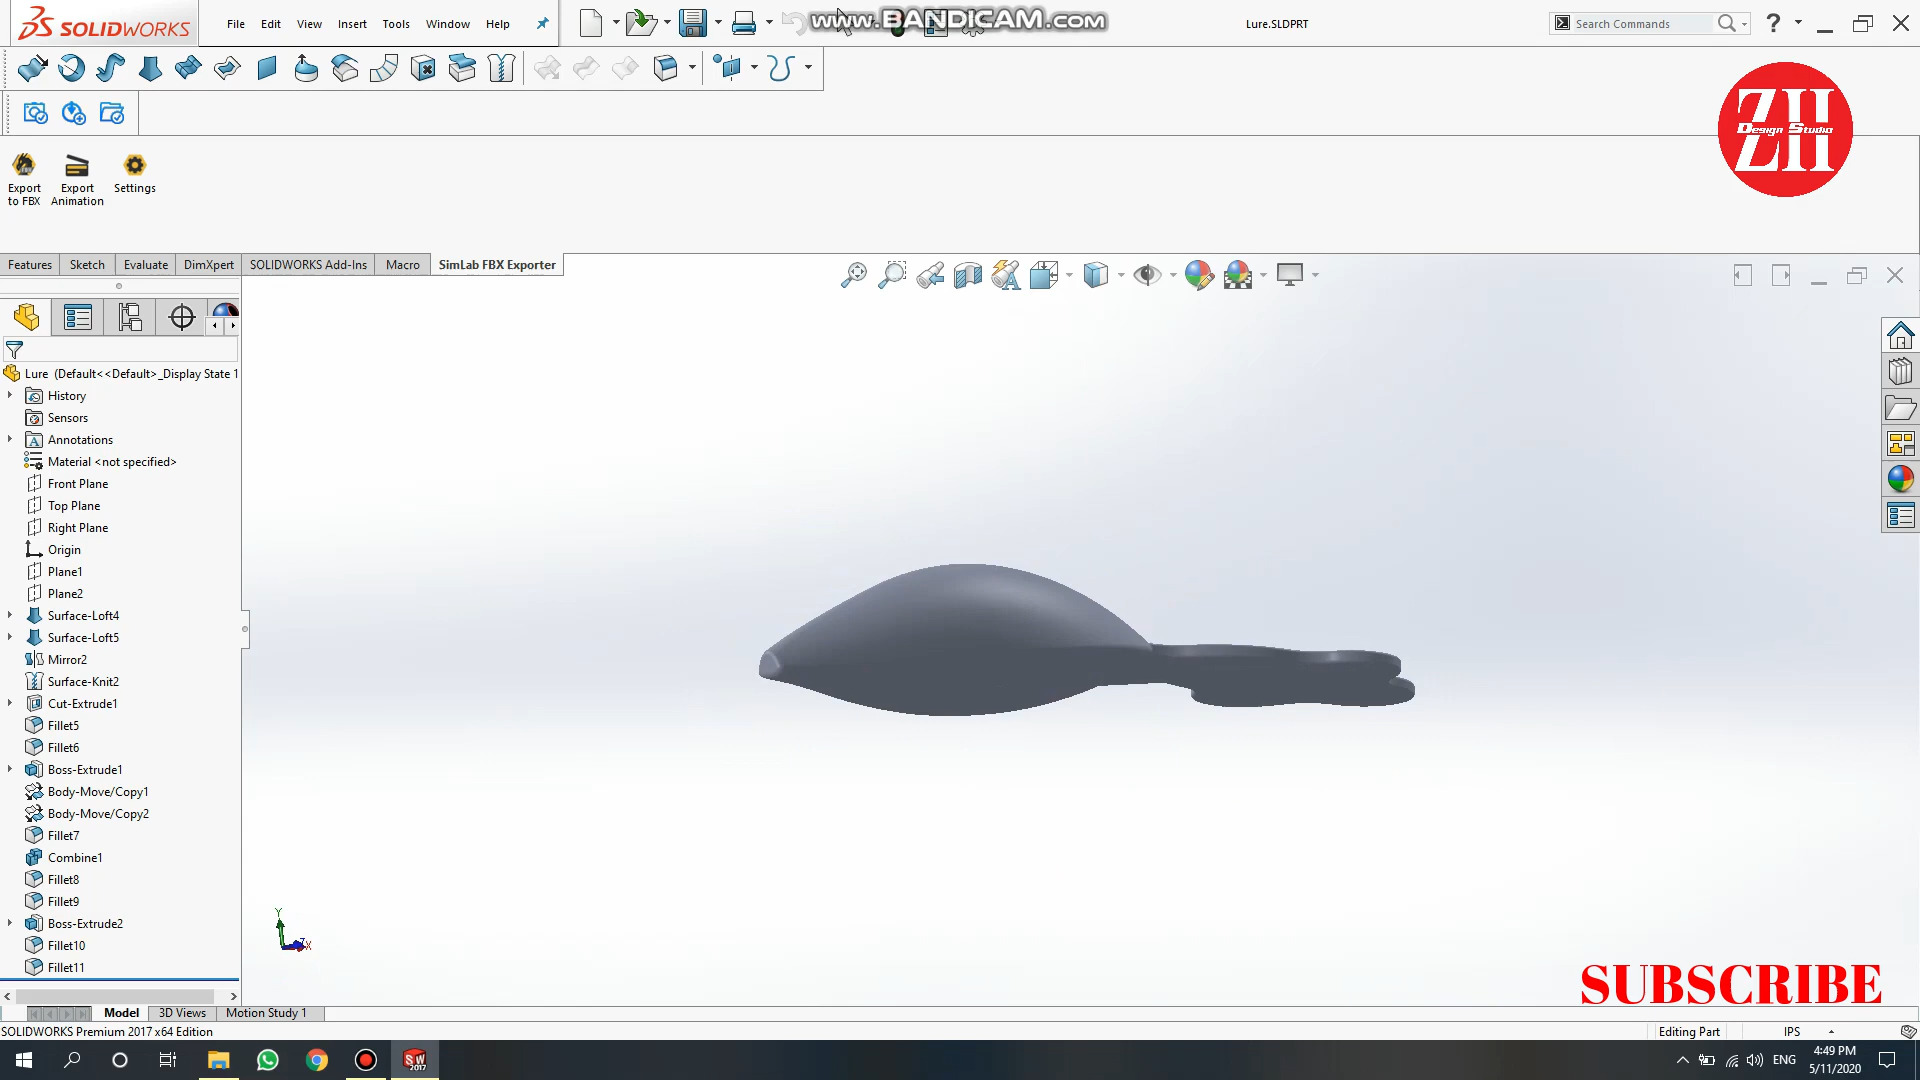 SOLIDWORKS File Edit View Insert Tools Window Help www.BANDICAM.com Lure.SLDPRT Search Commands ?
ZH
Design Studio
ZH
Export to FBX
Export Animation
Settings
Features Sketch Evaluate DimXpert SOLIDWORKS Add-Ins Macro SimLab FBX Exporter
Lure (Default<<Default>_Display State 1
History
Sensors
Annotations
Material <not specified>
Front Plane
Top Plane
Right Plane
Origin
Plane1
Plane2
Surface-Loft4
Surface-Loft5
Mirror2
Surface-Knit2
Cut-Extrude1
Fillet5
Fillet6
Boss-Extrude1
Body-Move/Copy1
Body-Move/Copy2
Fillet7
Combine1
Fillet8
Fillet9
Boss-Extrude2
Fillet10
Fillet11
Y
Z X
SUBSCRIBE
Model 3D Views Motion Study 1
SOLIDWORKS Premium 2017 x64 Edition Editing Part IPS
SW 2017
ENG
4:49 PM
5/11/2020